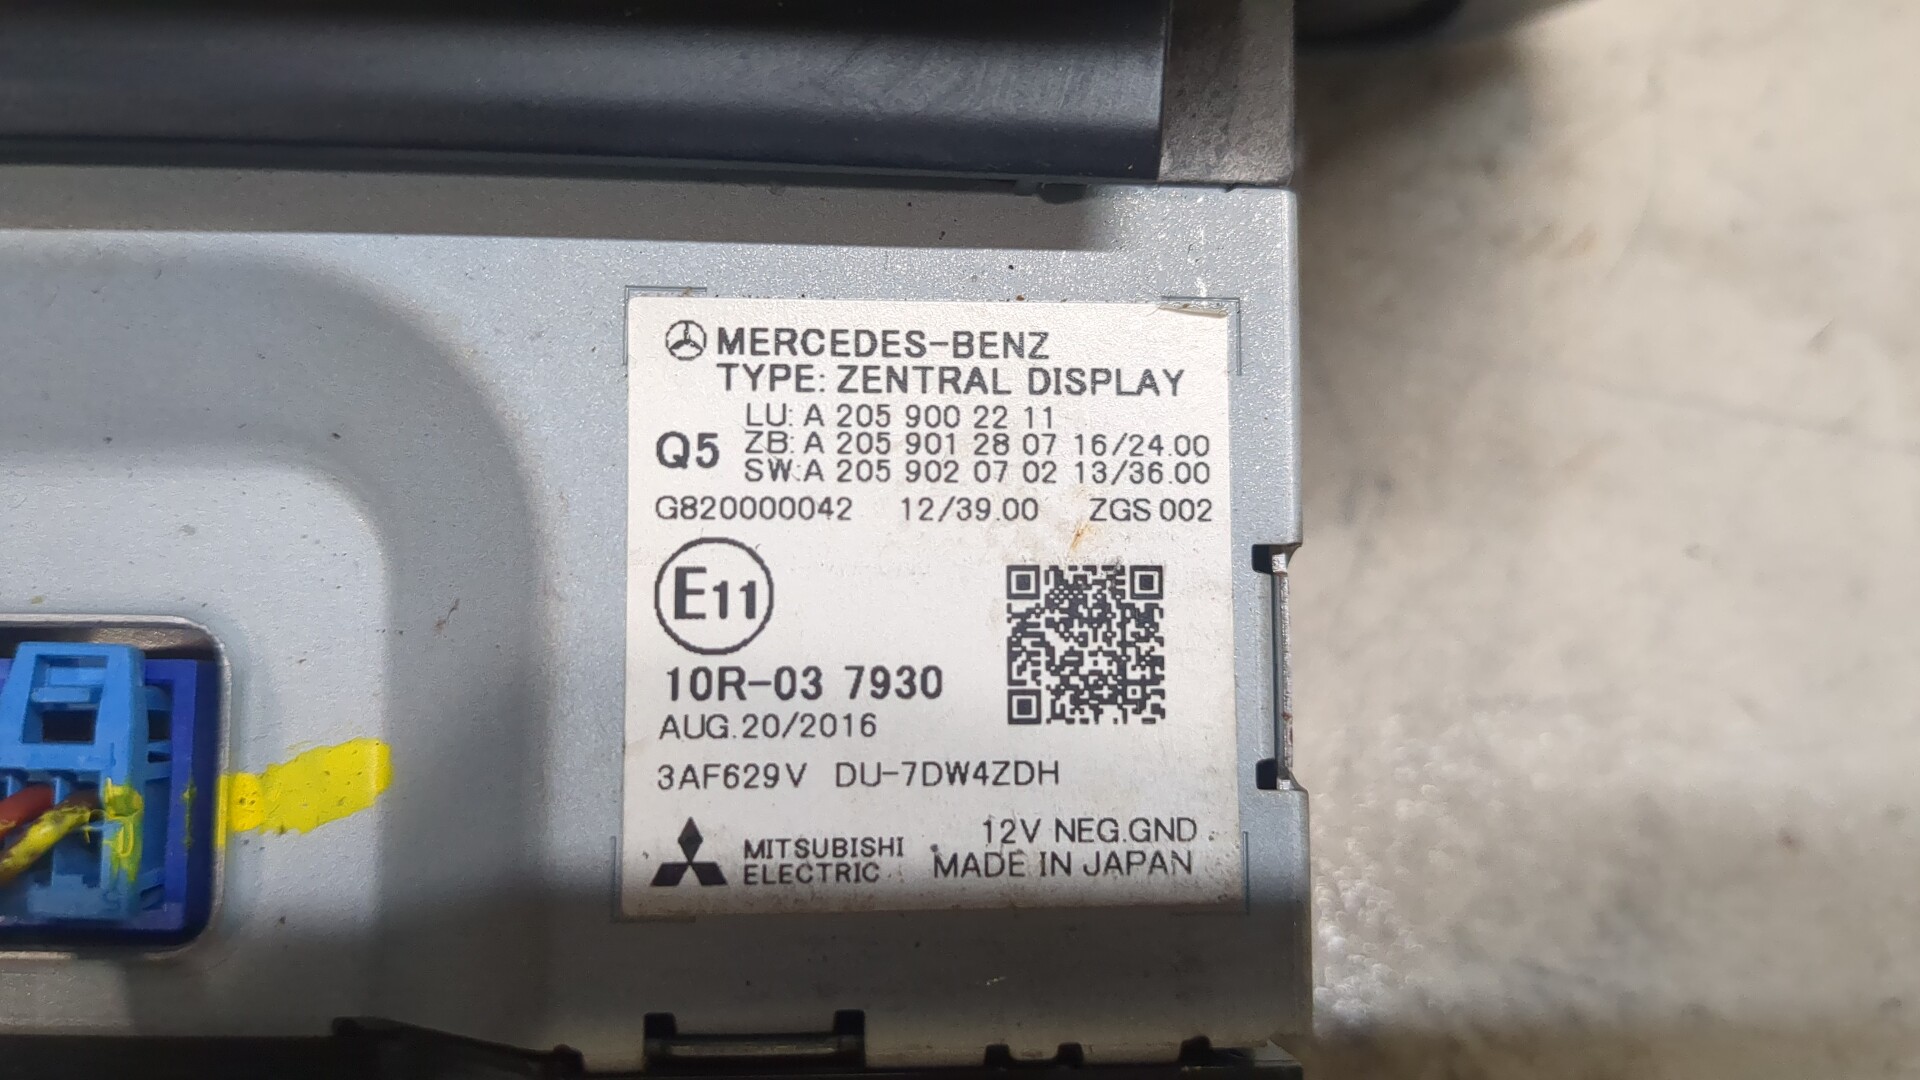 MERCEDES-BENZ
TYPE: ZENTRAL DISPLAY
LU: A 205 900 22 11
Q5 ZB: A 205 901 28 07 16/24.00
SW:A 205 902 07 02 13/36.00
G820000042 12/39.00 ZGS 002
E11
10R-03 7930
AUG.20/2016
3AF629V DU-7DW4ZDH
12V NEG.GND
MITSUBISHI
ELECTRIC
MADE IN JAPAN